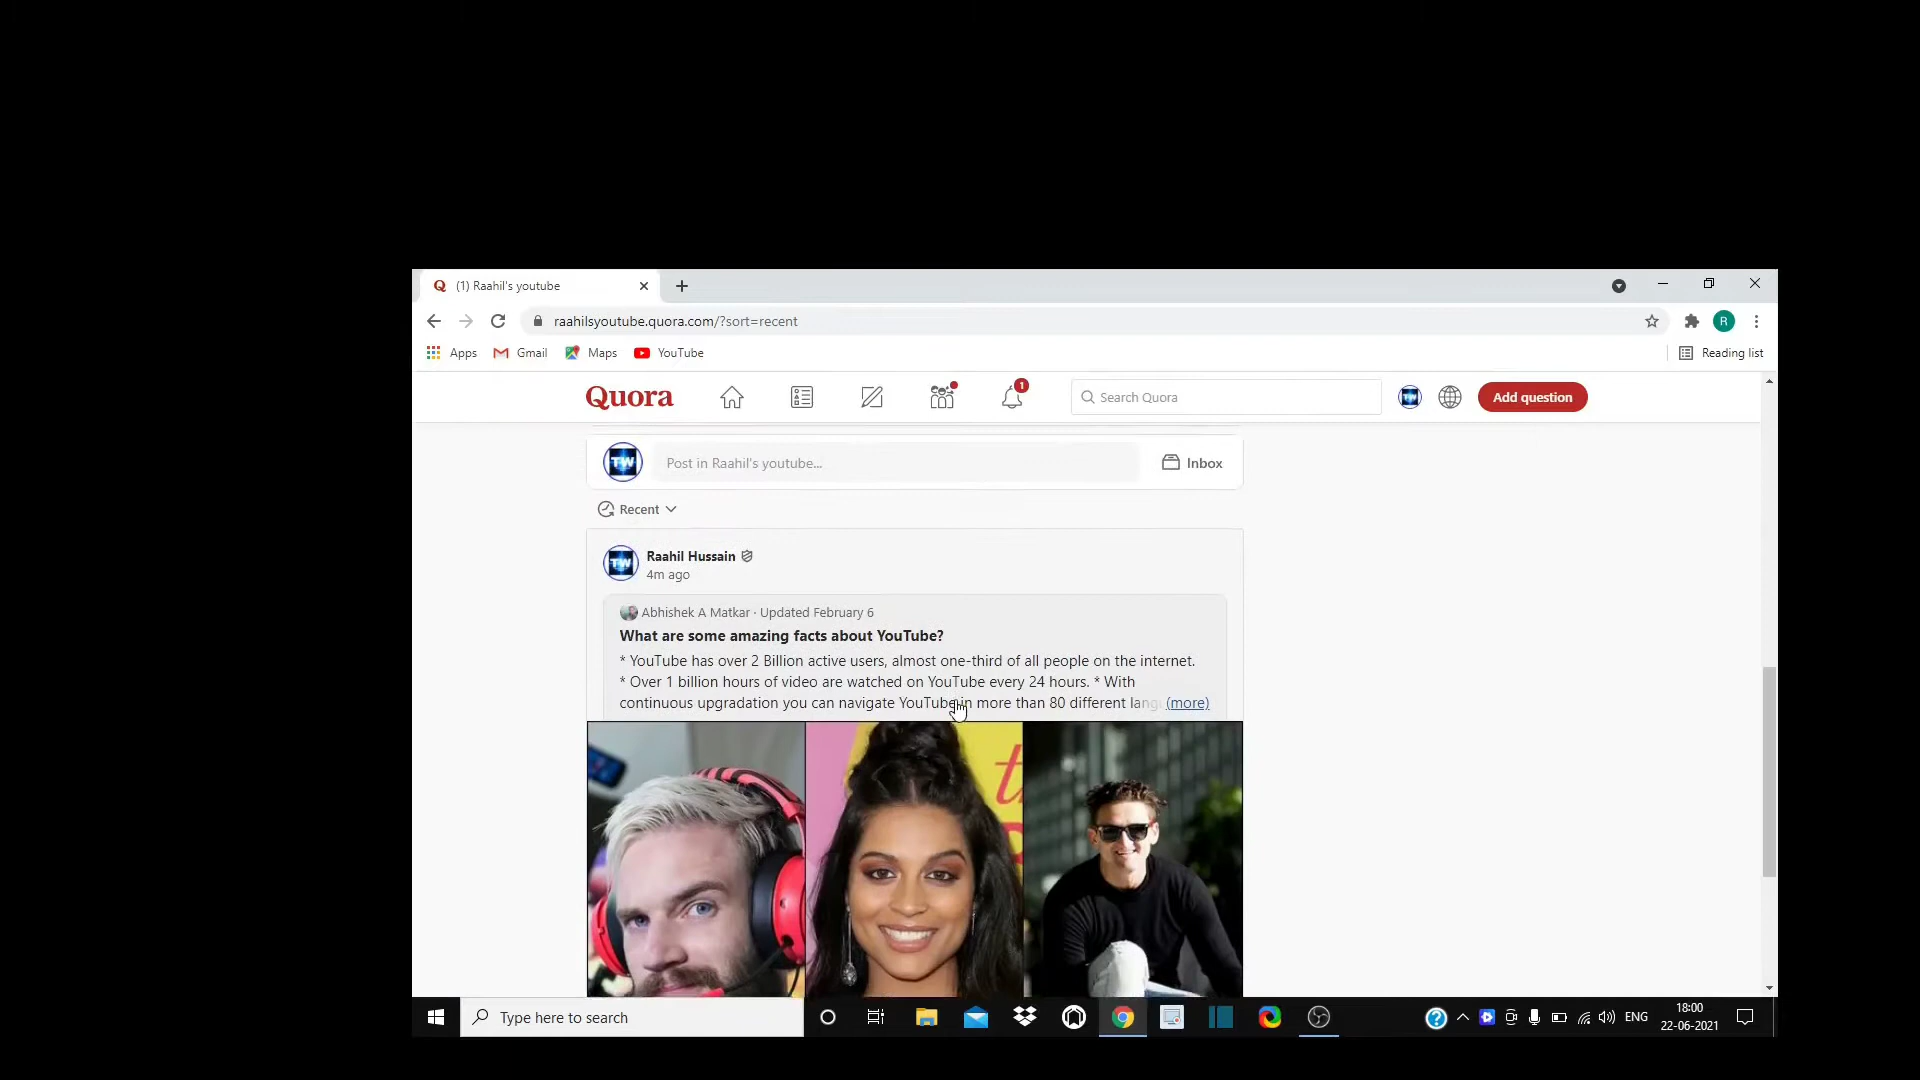 (1) Raahil's youtube
raahilsyoutube.quora.com/?sort=recent
R
Apps Gmail Maps YouTube Reading list
Quora 1 Search Quora Add question
TW Post in Raahil's youtube... Inbox
Recent
TW Raahil Hussain
4m ago
Abhishek A Matkar · Updated February 6
What are some amazing facts about YouTube?
* YouTube has over 2 Billion active users, almost one-third of all people on the internet.
* Over 1 billion hours of video are watched on YouTube every 24 hours. * With
continuous upgradation you can navigate YouTube in more than 80 different lang (more)
Type here to search ENG 18:00
22-06-2021